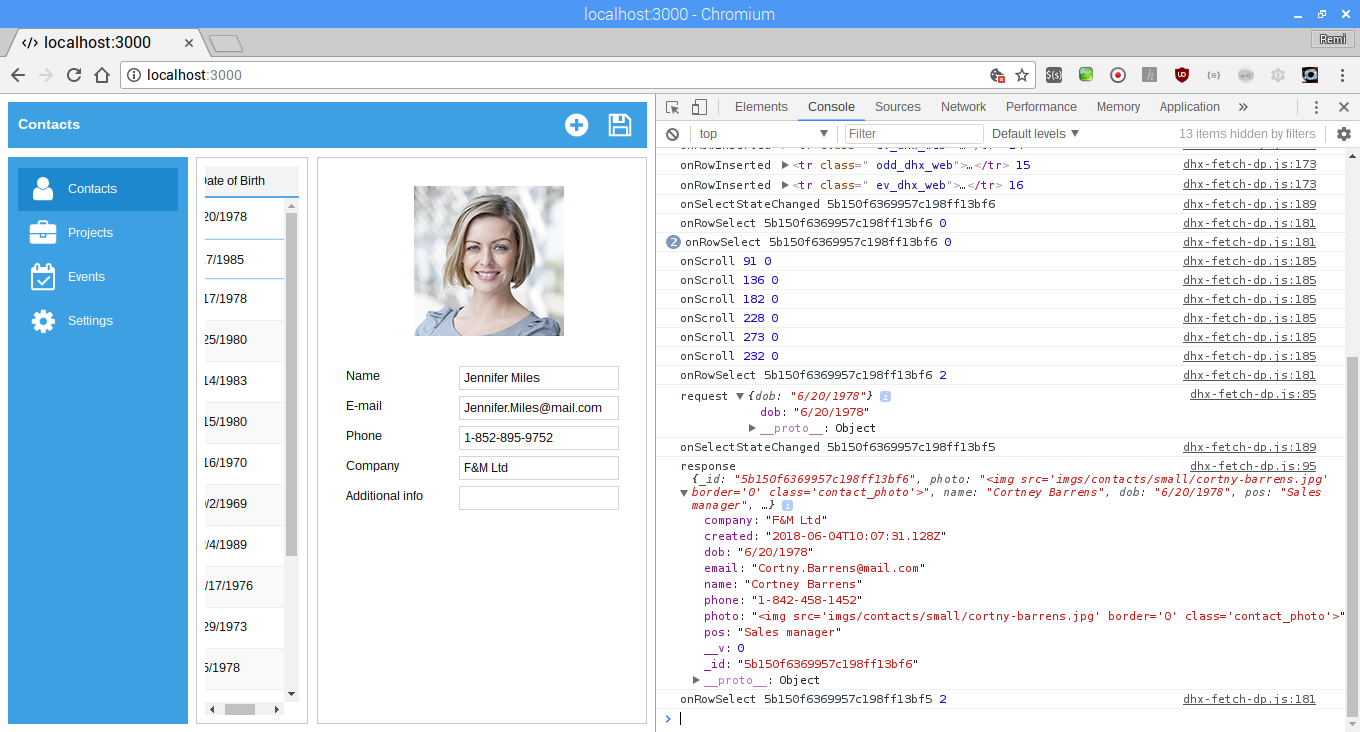 localhost:3000 - Chromium
localhost:3000
Remi
localhost:3000
Contacts
Contacts
Projects
Events
Settings
Date of Birth
20/1978
7/1985
17/1978
25/1980
14/1983
15/1980
16/1970
/2/1969
/4/1989
/17/1976
29/1973
5/1978
Name Jennifer Miles
E-mail Jennifer.Miles@mail.com
Phone 1-852-895-9752
Company F&M Ltd
Additional info
Elements Console Sources Network Performance Memory Application »
top Filter Default levels 13 items hidden by filters
onRowInserted <tr class=" ev_dhx_web">…</tr> 14
onRowInserted <tr class=" odd_dhx_web">…</tr> 15 dhx-fetch-dp.js:173
onRowInserted <tr class=" ev_dhx_web">…</tr> 16 dhx-fetch-dp.js:173
onSelectStateChanged 5b150f6369957c198ff13bf6 dhx-fetch-dp.js:189
onRowSelect 5b150f6369957c198ff13bf6 0 dhx-fetch-dp.js:181
2 onRowSelect 5b150f6369957c198ff13bf6 0 dhx-fetch-dp.js:181
onScroll 91 0 dhx-fetch-dp.js:185
onScroll 136 0 dhx-fetch-dp.js:185
onScroll 182 0 dhx-fetch-dp.js:185
onScroll 228 0 dhx-fetch-dp.js:185
onScroll 273 0 dhx-fetch-dp.js:185
onScroll 232 0 dhx-fetch-dp.js:185
onRowSelect 5b150f6369957c198ff13bf6 2 dhx-fetch-dp.js:181
request {dob: "6/20/1978"} i dhx-fetch-dp.js:85
dob: "6/20/1978"
__proto__: Object
onSelectStateChanged 5b150f6369957c198ff13bf5 dhx-fetch-dp.js:189
response dhx-fetch-dp.js:95
{_id: "5b150f6369957c198ff13bf6", photo: "<img src='imgs/contacts/small/cortny-barrens.jpg'
border='0' class='contact_photo'>", name: "Cortney Barrens", dob: "6/20/1978", pos: "Sales
manager", …} i
company: "F&M Ltd"
created: "2018-06-04T10:07:31.128Z"
dob: "6/20/1978"
email: "Cortny.Barrens@mail.com"
name: "Cortney Barrens"
phone: "1-842-458-1452"
photo: "<img src='imgs/contacts/small/cortny-barrens.jpg' border='0' class='contact_photo'>"
pos: "Sales manager"
__v: 0
_id: "5b150f6369957c198ff13bf6"
__proto__: Object
onRowSelect 5b150f6369957c198ff13bf5 2 dhx-fetch-dp.js:181